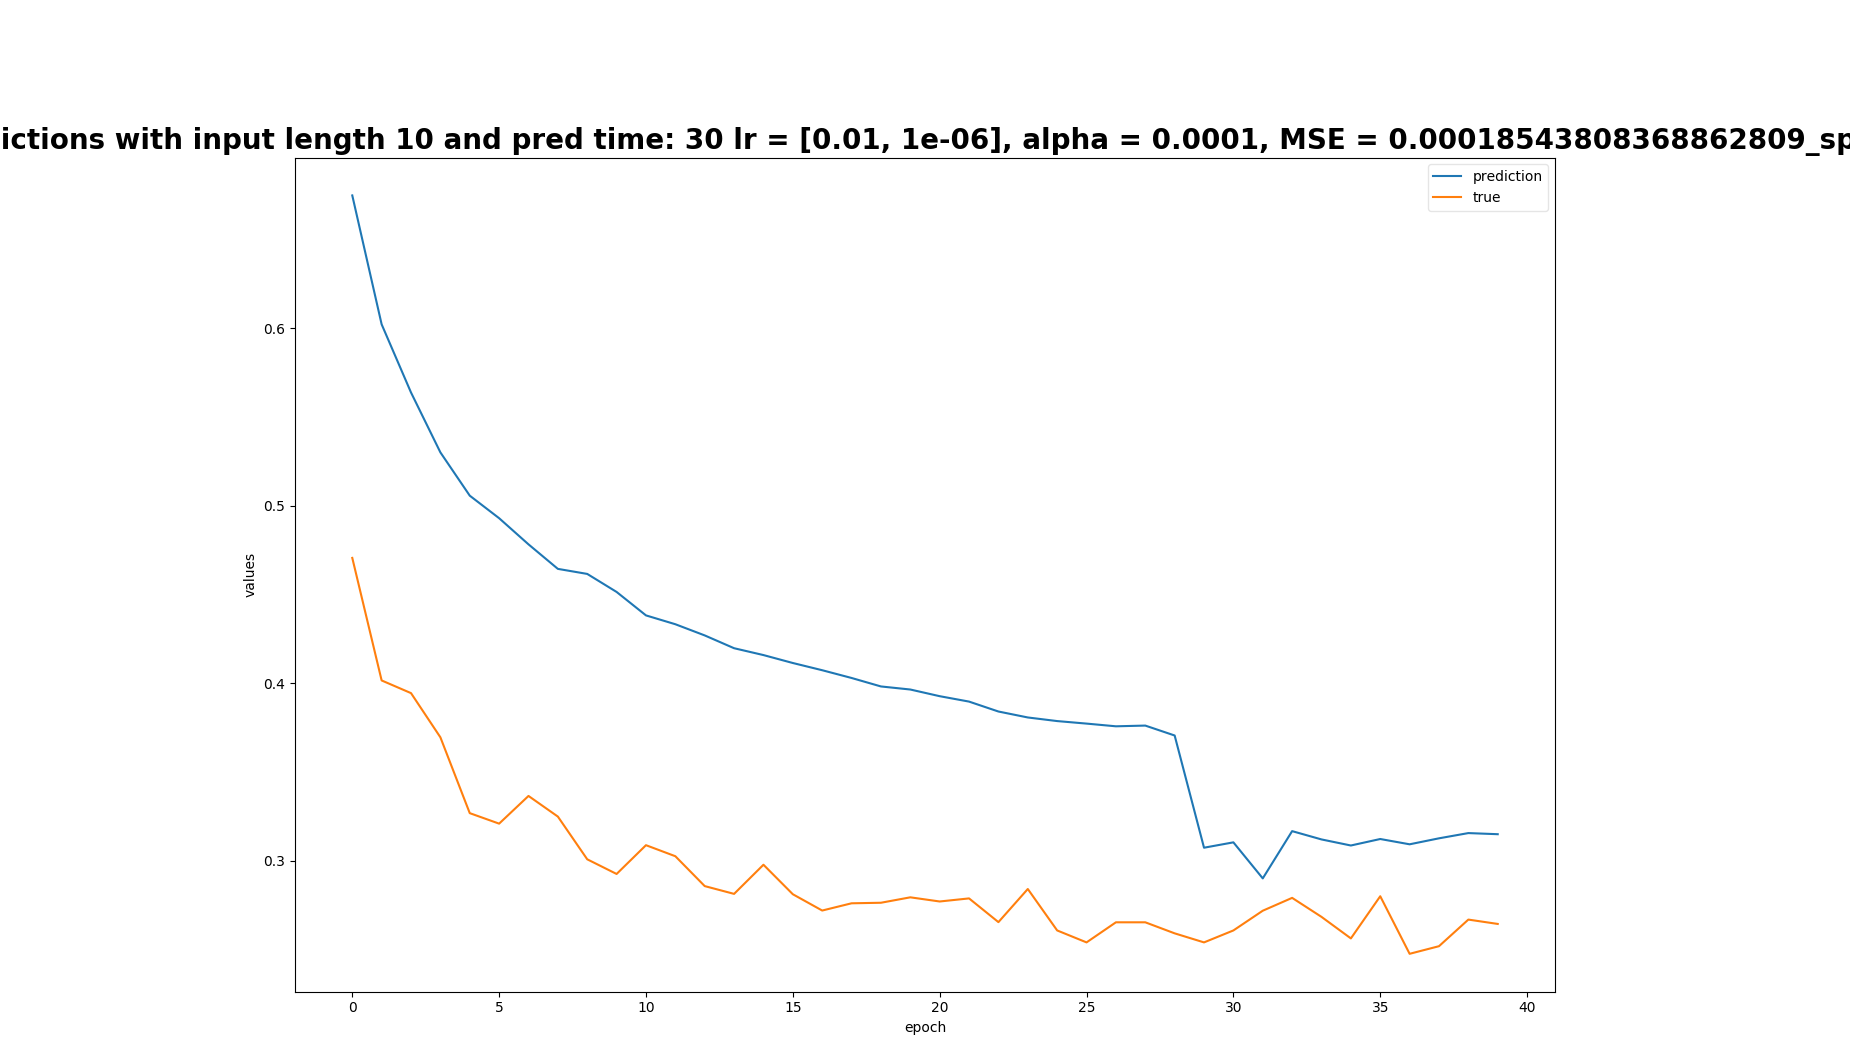 ictions with input length 10 and pred time: 30 lr = [0.01, 1e-06], alpha = 0.0001, MSE = 0.00018543808368862809_sp
prediction
true
0.6
0.5
0.4
0.3
values
0 5 10 15 20 25 30 35 40
epoch